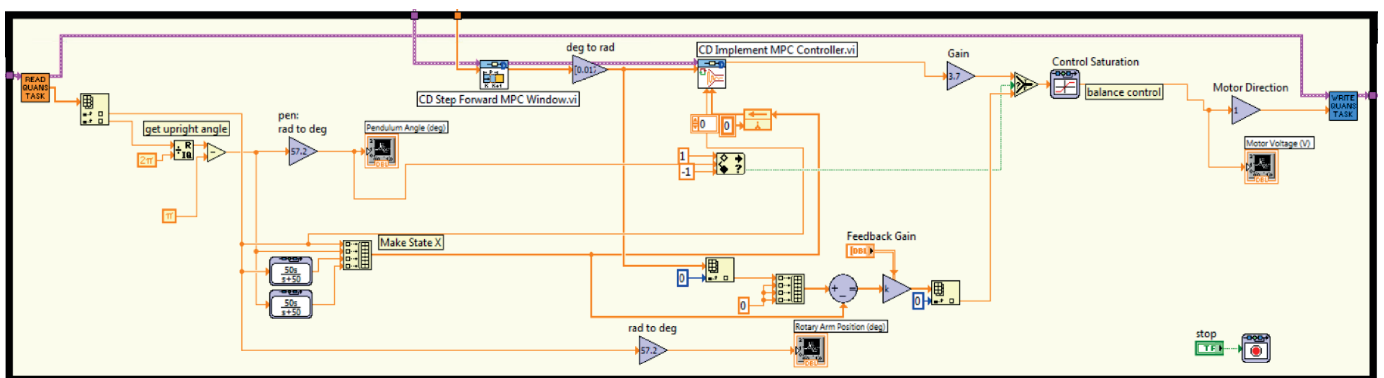 READ
QUANS
TASK
get upright angle
÷ R
IQ
2π
π
pen:
rad to deg
57.2
Pendulum Angle (deg)
CD Step Forward MPC Window.vi
deg to rad
[0.01]
CD Implement MPC Controller.vi
0
0
1
-1
?
Gain
3.7
?
Control Saturation
balance control
Motor Direction
1
WRITE
QUANS
TASK
Motor Voltage (V)
Make State X
50s
s+50
50s
s+50
0
0
Feedback Gain
[DBL]
k
0
rad to deg
57.2
Rotary Arm Position (deg)
stop
TF